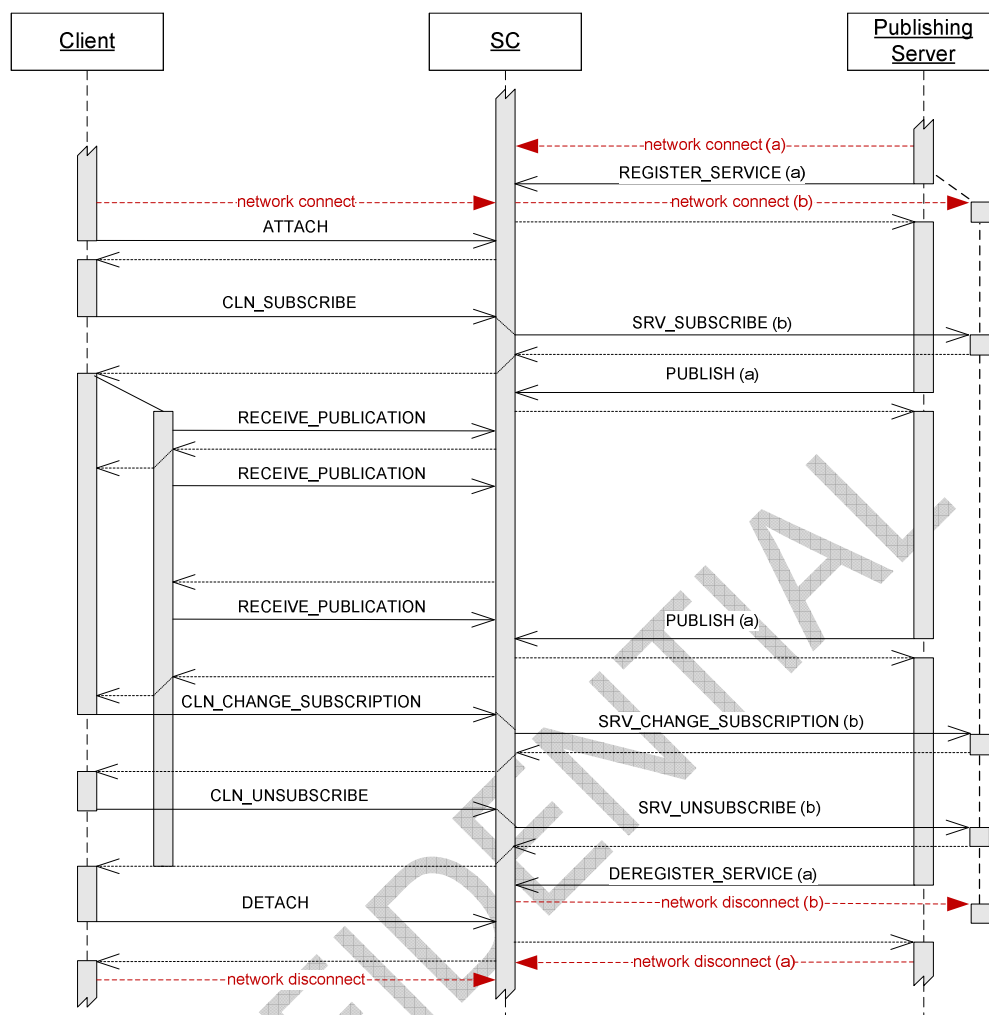 Client
SC
Publishing
Server
network connect (a)
REGISTER_SERVICE (a)
network connect
network connect (b)
ATTACH
CLN_SUBSCRIBE
SRV_SUBSCRIBE (b)
PUBLISH (a)
RECEIVE_PUBLICATION
RECEIVE_PUBLICATION
RECEIVE_PUBLICATION
PUBLISH (a)
CLN_CHANGE_SUBSCRIPTION
SRV_CHANGE_SUBSCRIPTION (b)
CLN_UNSUBSCRIBE
SRV_UNSUBSCRIBE (b)
DEREGISTER_SERVICE (a)
DETACH
network disconnect (b)
network disconnect (a)
network disconnect
FIDENTIAL